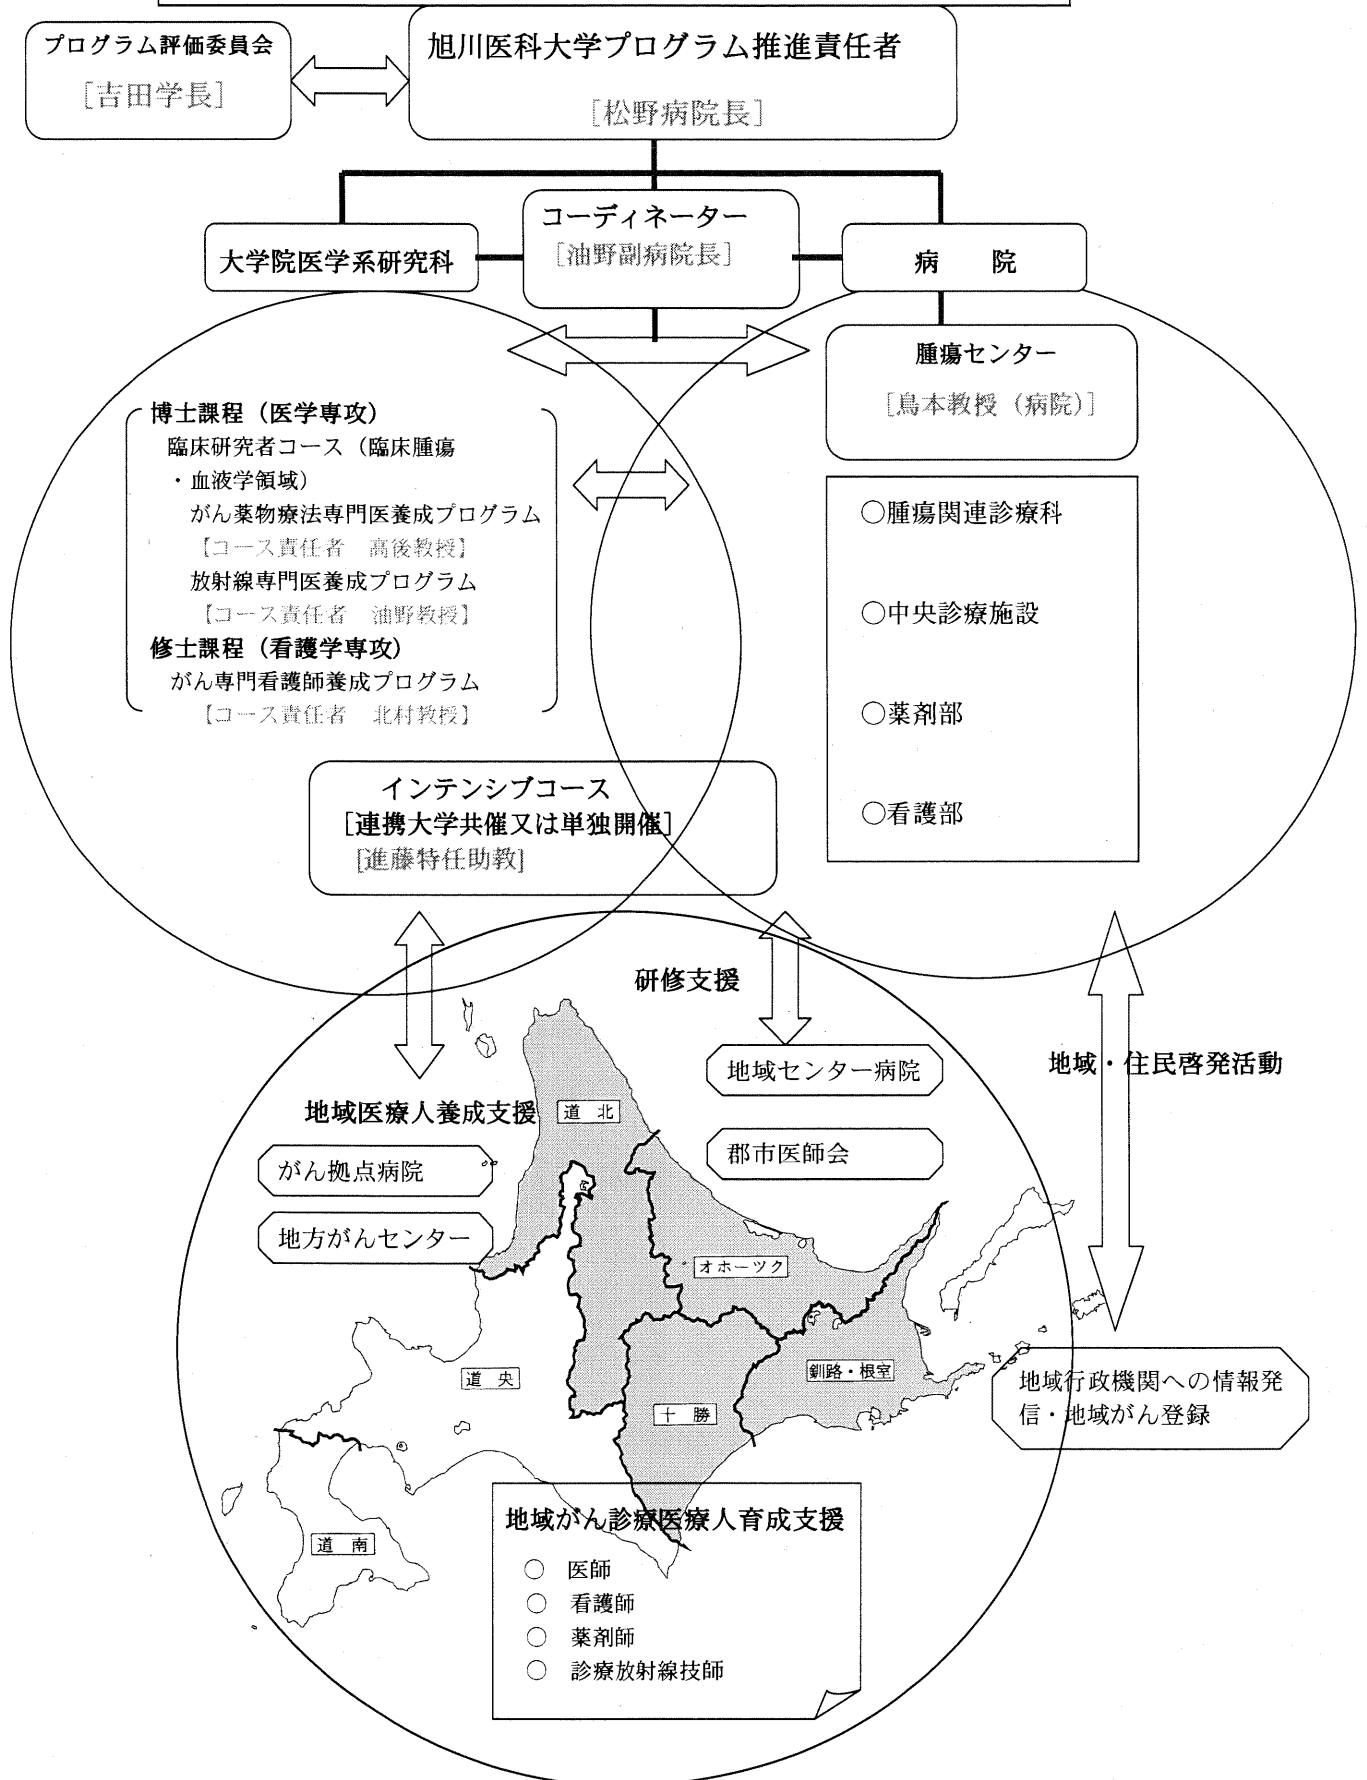 プログラム評価委員会
[吉田学長]
旭川医科大学プログラム推進責任者
[松野病院長]
コーディネーター
[油野副病院長]
大学院医学系研究科
病　院
腫瘍センター
[鳥本教授（病院）]
博士課程（医学専攻）
臨床研究者コース（臨床腫瘍
・血液学領域）
がん薬物療法専門医養成プログラム
【コース責任者　高後教授】
放射線専門医養成プログラム
【コース責任者　油野教授】
修士課程（看護学専攻）
がん専門看護師養成プログラム
【コース責任者　北村教授】
○腫瘍関連診療科
○中央診療施設
○薬剤部
○看護部
インテンシブコース
[連携大学共催又は単独開催]
[進藤特任助教]
研修支援
地域センター病院
郡市医師会
地域・住民啓発活動
地域医療人養成支援
がん拠点病院
地方がんセンター
道 北
オホーツク
道 央
釧路・根室
十 勝
道 南
地域行政機関への情報発
信・地域がん登録
地域がん診療医療人育成支援
○ 医師
○ 看護師
○ 薬剤師
○ 診療放射線技師